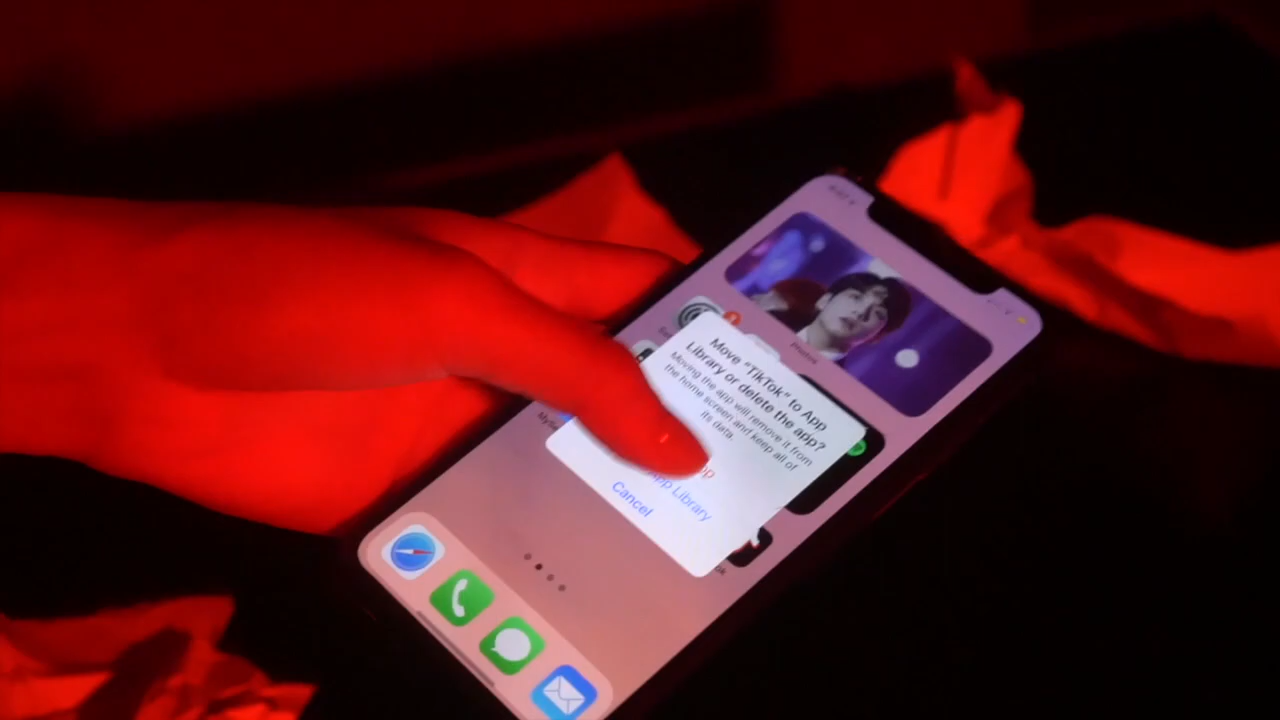 Photos
Move "TikTok" to App
Library or delete the app?
Moving the app will remove it from
the home screen and keep all of
its data.
App Library
Cancel